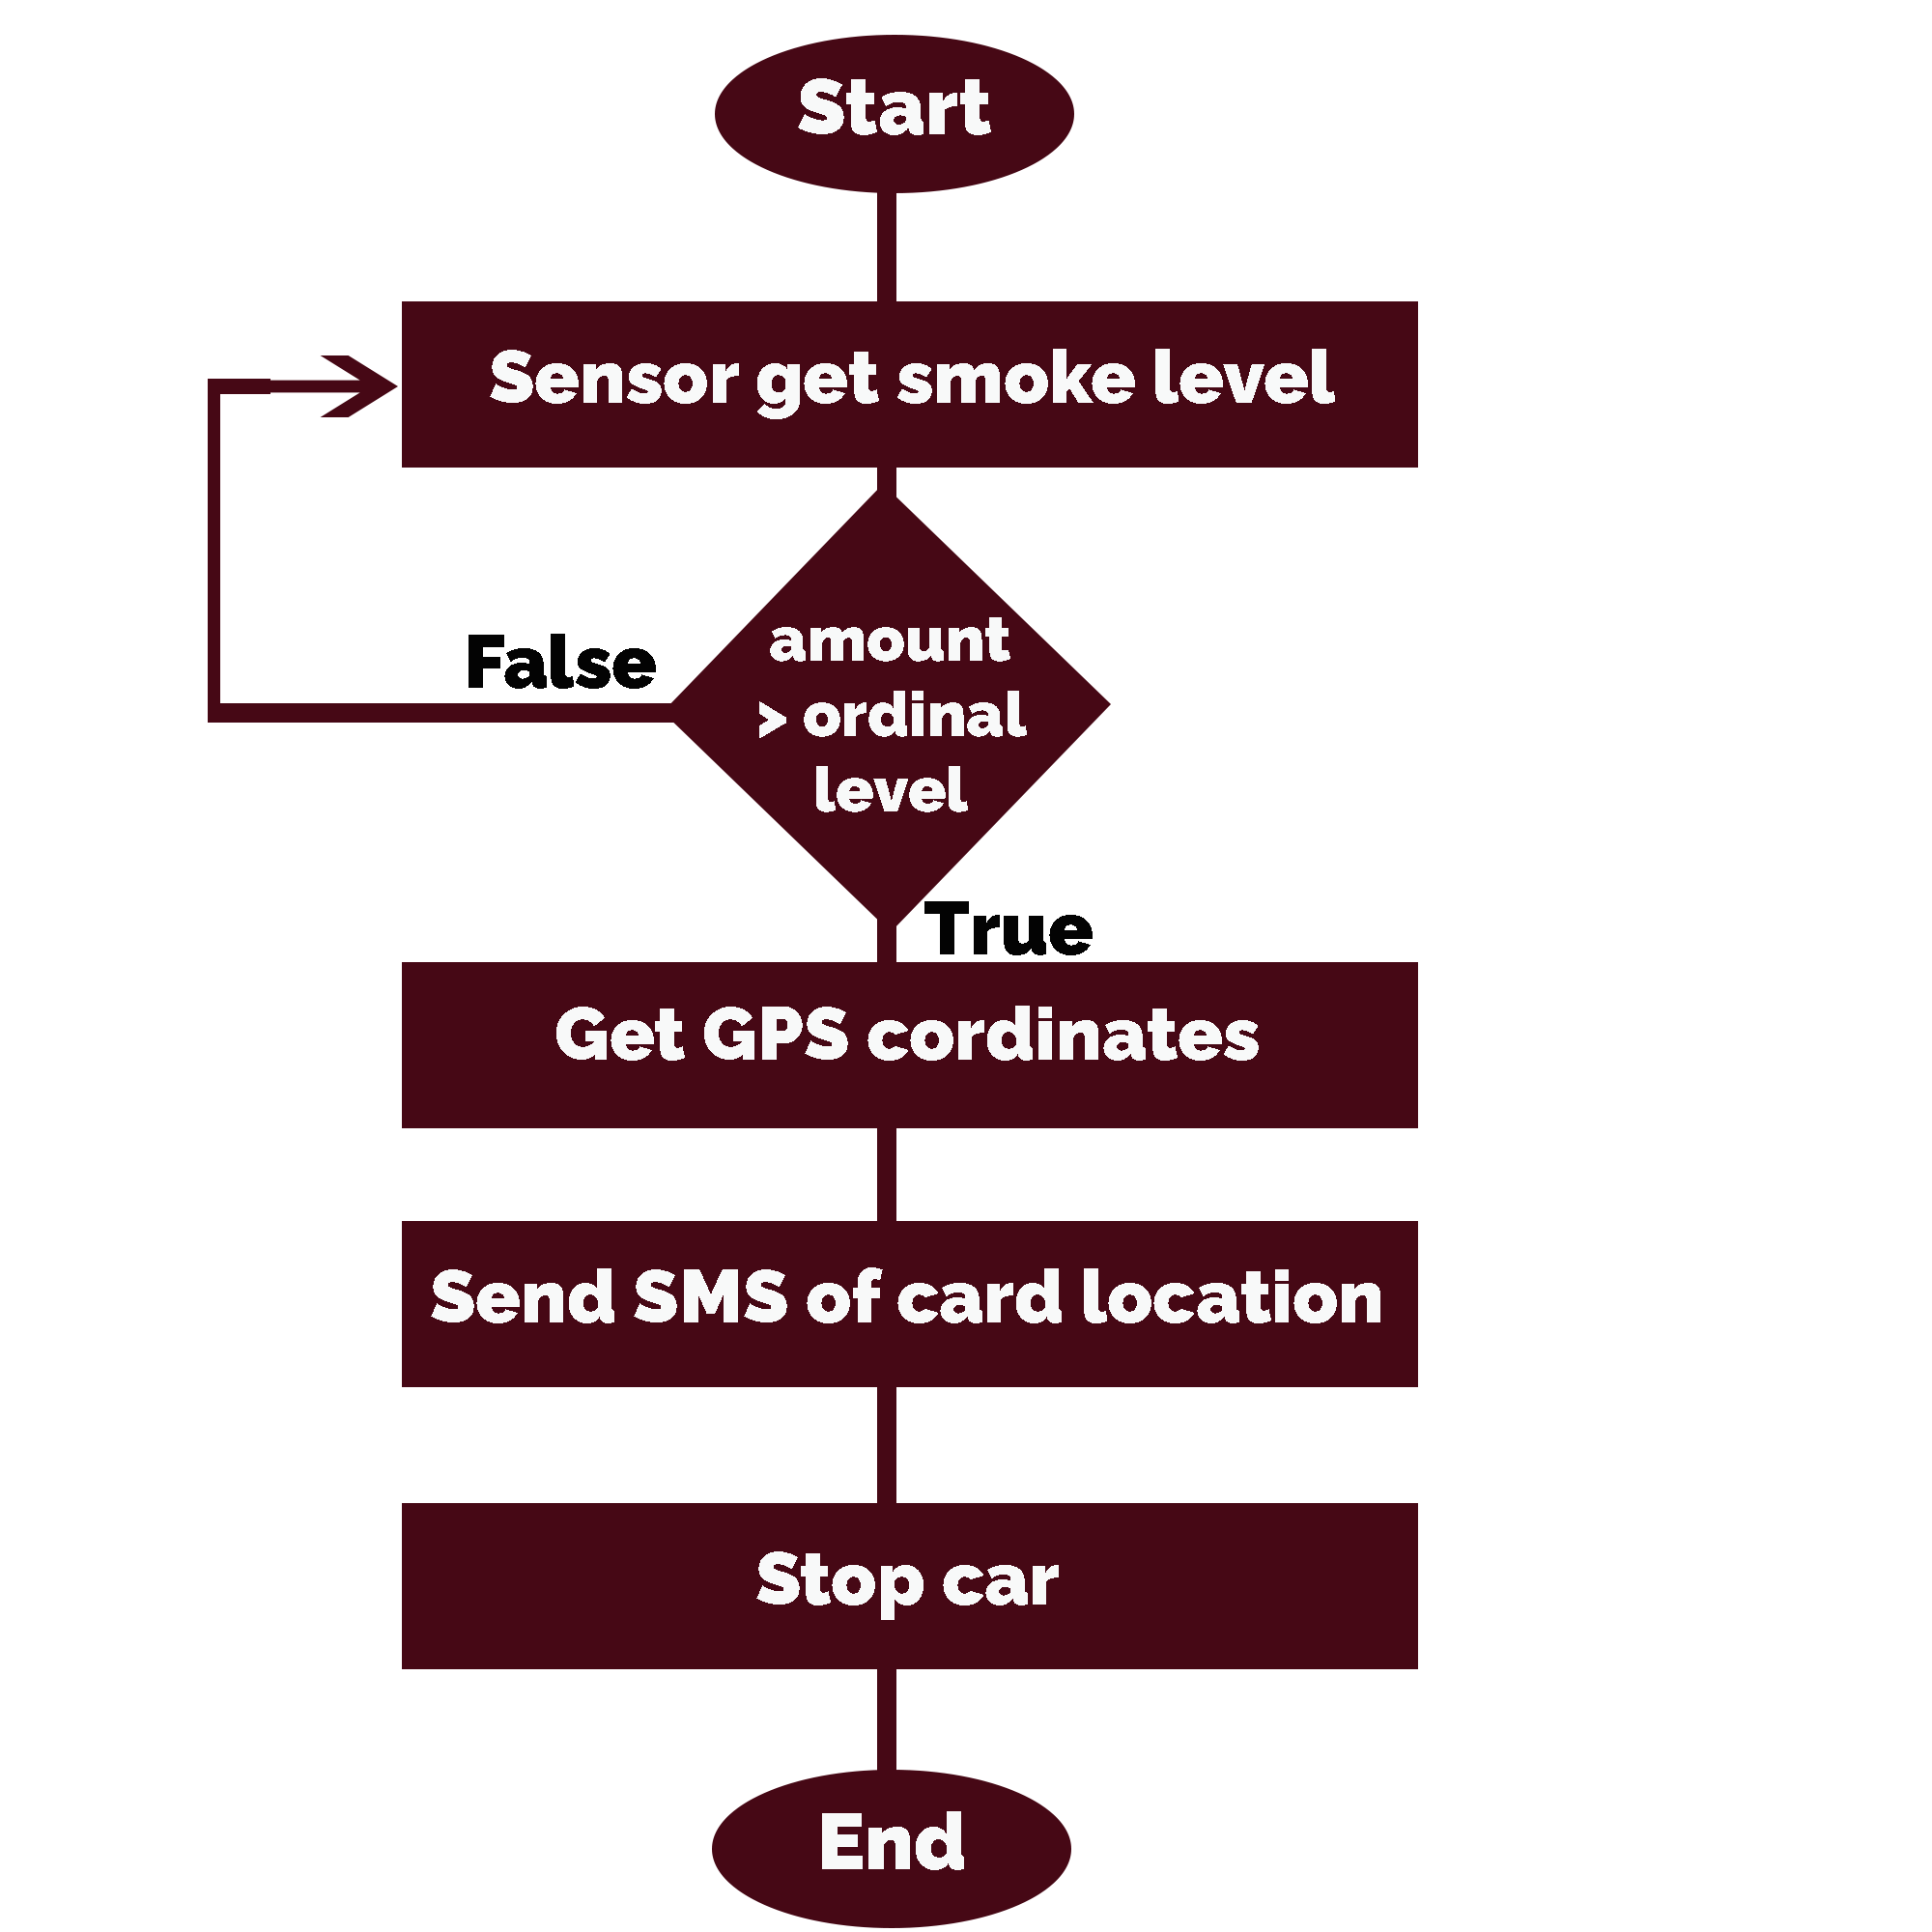 Start
Sensor get smoke level
False
amount
> ordinal
level
True
Get GPS cordinates
Send SMS of card location
Stop car
End